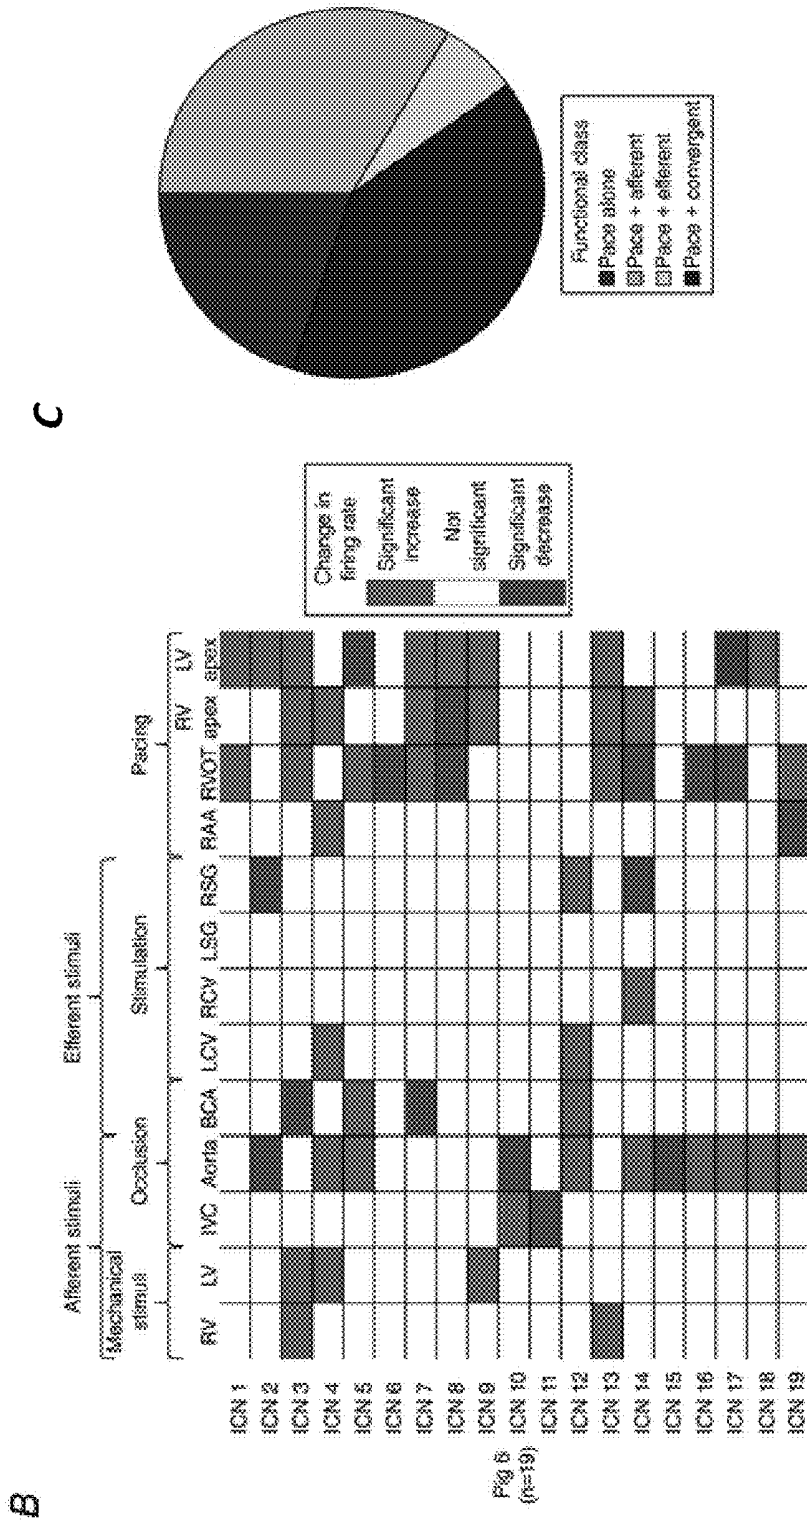 B
Afferent stimuli
Efferent stimuli
Mechanical
stimuli
Occlusion
Stimulation
Pacing
RV LV IVC Aorta BCA LCV RCV LSG RSG RAA RVOT RV apex LV apex
ICN 1
ICN 2
ICN 3
ICN 4
ICN 5
ICN 6
ICN 7
ICN 8
ICN 9
ICN 10
ICN 11
ICN 12
ICN 13
ICN 14
ICN 15
ICN 16
ICN 17
ICN 18
ICN 19
Pig 6
(n=19)
Change in
firing rate
Significant
increase
Not
significant
Significant
decrease
C
Functional class
Pace alone
Pace + afferent
Pace + efferent
Pace + convergent